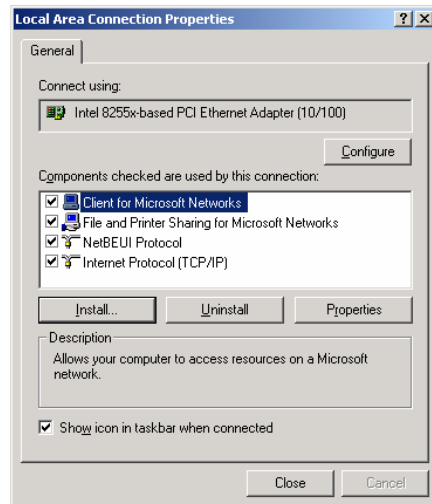 Local Area Connection Properties
General
Connect using:
Intel 8255x-based PCI Ethernet Adapter (10/100)
Configure
Components checked are used by this connection:
Client for Microsoft Networks
File and Printer Sharing for Microsoft Networks
NetBEUI Protocol
Internet Protocol (TCP/IP)
Install... Uninstall Properties
Description
Allows your computer to access resources on a Microsoft
network.
Show icon in taskbar when connected
Close Cancel